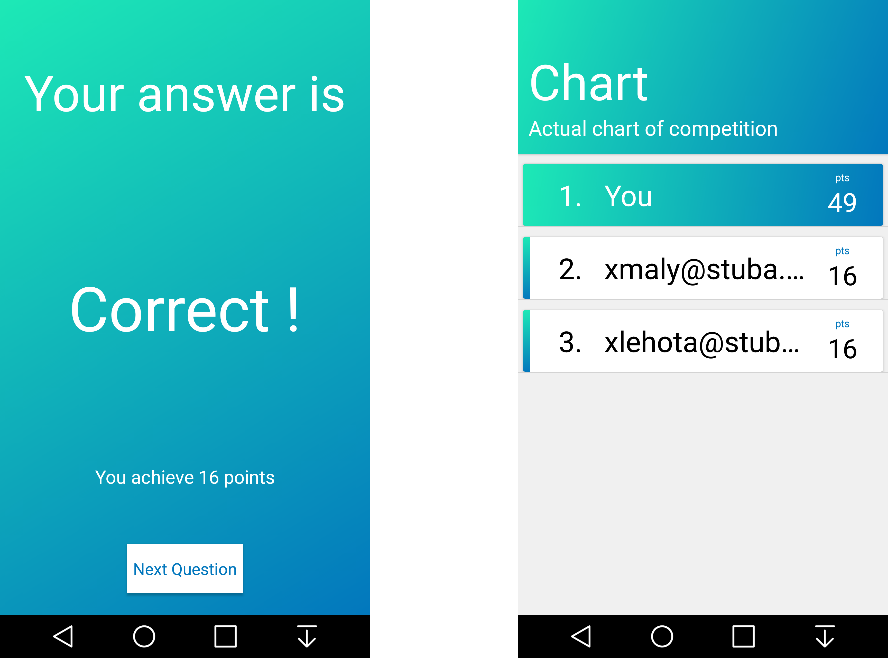 Your answer is
Correct !
You achieve 16 points
Next Question
Chart
Actual chart of competition
pts
1. You 49
pts
2. xmaly@stuba.... 16
pts
3. xlehota@stub... 16